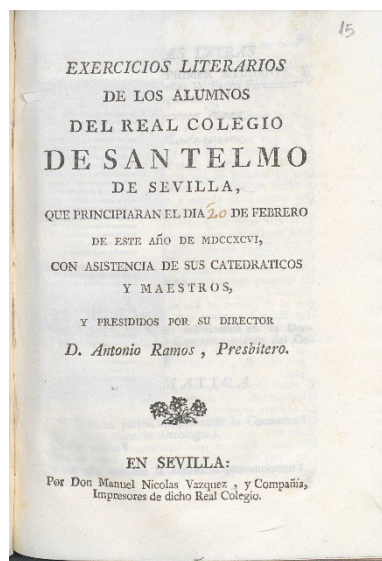 15
EXERCICIOS LITERARIOS
DE LOS ALUMNOS
DEL REAL COLEGIO
DE SAN TELMO
DE SEVILLA,
QUE PRINCIPIARAN EL DIA 20 DE FEBRERO
DE ESTE AÑO DE MDCCXCVI,
CON ASISTENCIA DE SUS CATEDRATICOS
Y MAESTROS,
Y PRESIDIDOS POR SU DIRECTOR
D. Antonio Ramos, Presbitero.
EN SEVILLA:
Por Don Manuel Nicolas Vazquez, y Compañia,
Impresores de dicho Real Colegio.